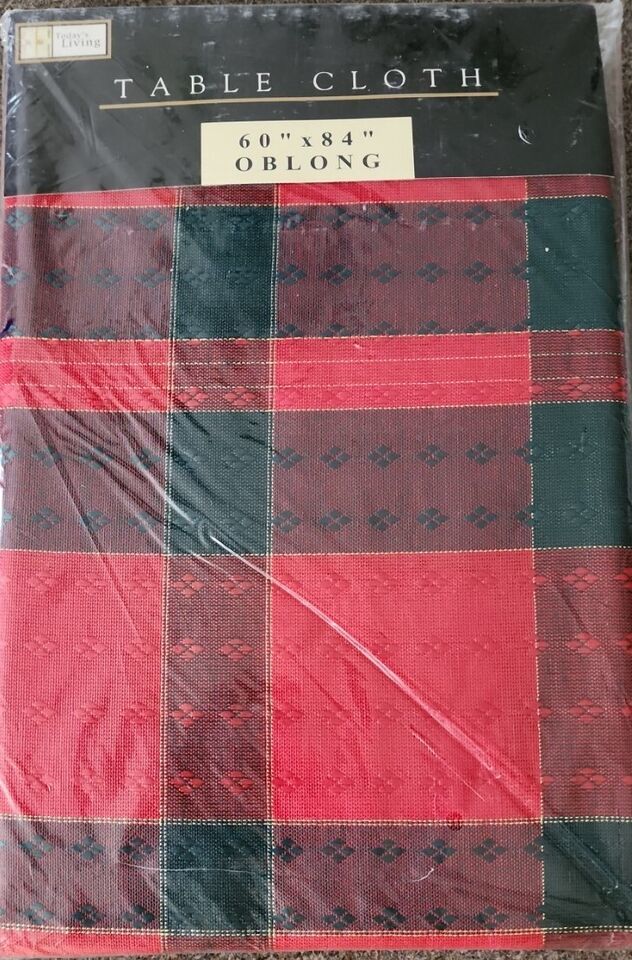 Today's
Living
TABLE CLOTH
60" x 84"
OBLONG